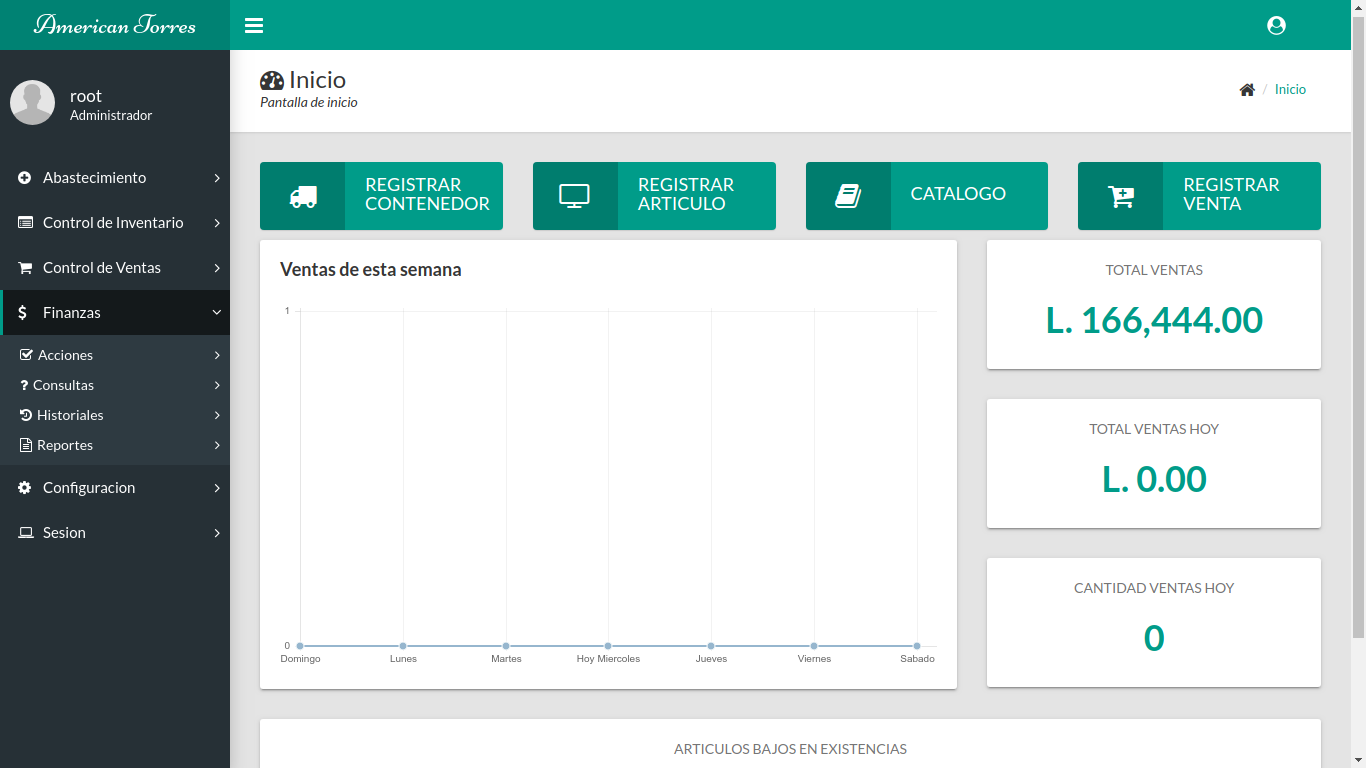 American Torres
root
Administrador
Abastecimiento
Control de Inventario
Control de Ventas
Finanzas
Acciones
Consultas
Historiales
Reportes
Configuracion
Sesion
Inicio
Pantalla de inicio
/ Inicio
REGISTRAR
CONTENEDOR
REGISTRAR
ARTICULO
CATALOGO
REGISTRAR
VENTA
Ventas de esta semana
1
0
Domingo Lunes Martes Hoy Miercoles Jueves Viernes Sabado
TOTAL VENTAS
L. 166,444.00
TOTAL VENTAS HOY
L. 0.00
CANTIDAD VENTAS HOY
0
ARTICULOS BAJOS EN EXISTENCIAS